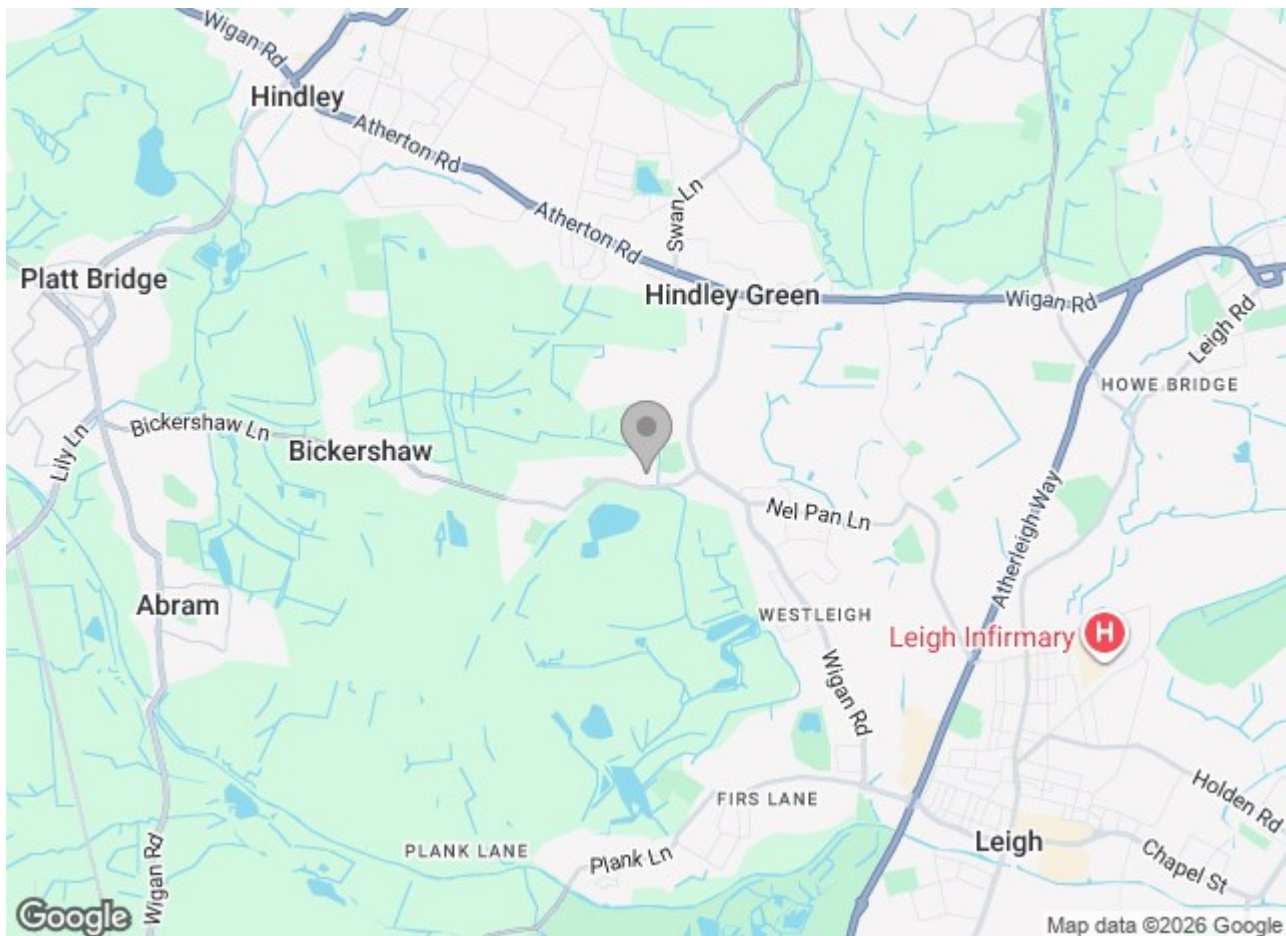 Wigan Rd
Hindley
Atherton Rd
Swan Ln
Atherton Rd
Platt Bridge
Hindley Green
Wigan Rd
Leigh Rd
HOWE BRIDGE
Bickershaw Ln
Lily Ln
Bickershaw
Nel Pan Ln
Atherleigh Way
Abram
WESTLEIGH
Leigh Infirmary
H
Wigan Rd
FIRS LANE
Holden Rd
Leigh
PLANK LANE
Plank Ln
Chapel St
Wigan Rd
Google
Map data ©2026 Google